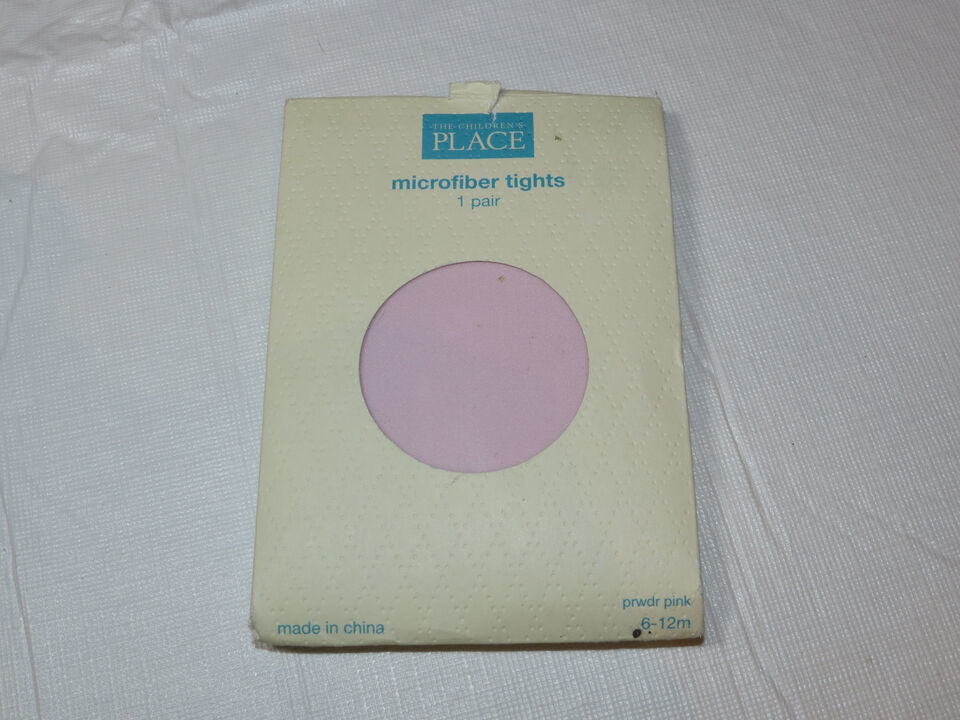 THE·CHILDREN'S
PLACE
microfiber tights
1 pair
prwdr pink
made in china
6-12m